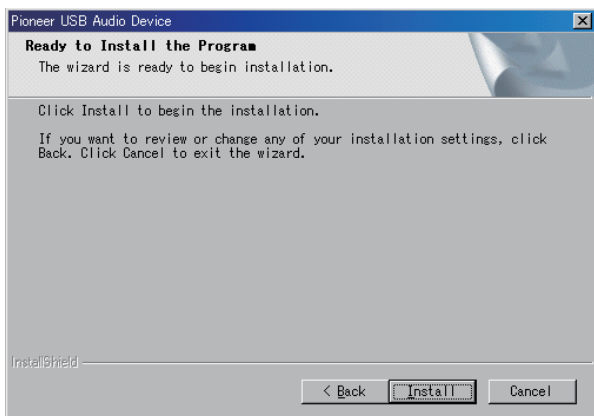 Pioneer USB Audio Device
Ready to Install the Program
The wizard is ready to begin installation.
Click Install to begin the installation.
If you want to review or change any of your installation settings, click
Back. Click Cancel to exit the wizard.
InstallShield
< Back Install Cancel